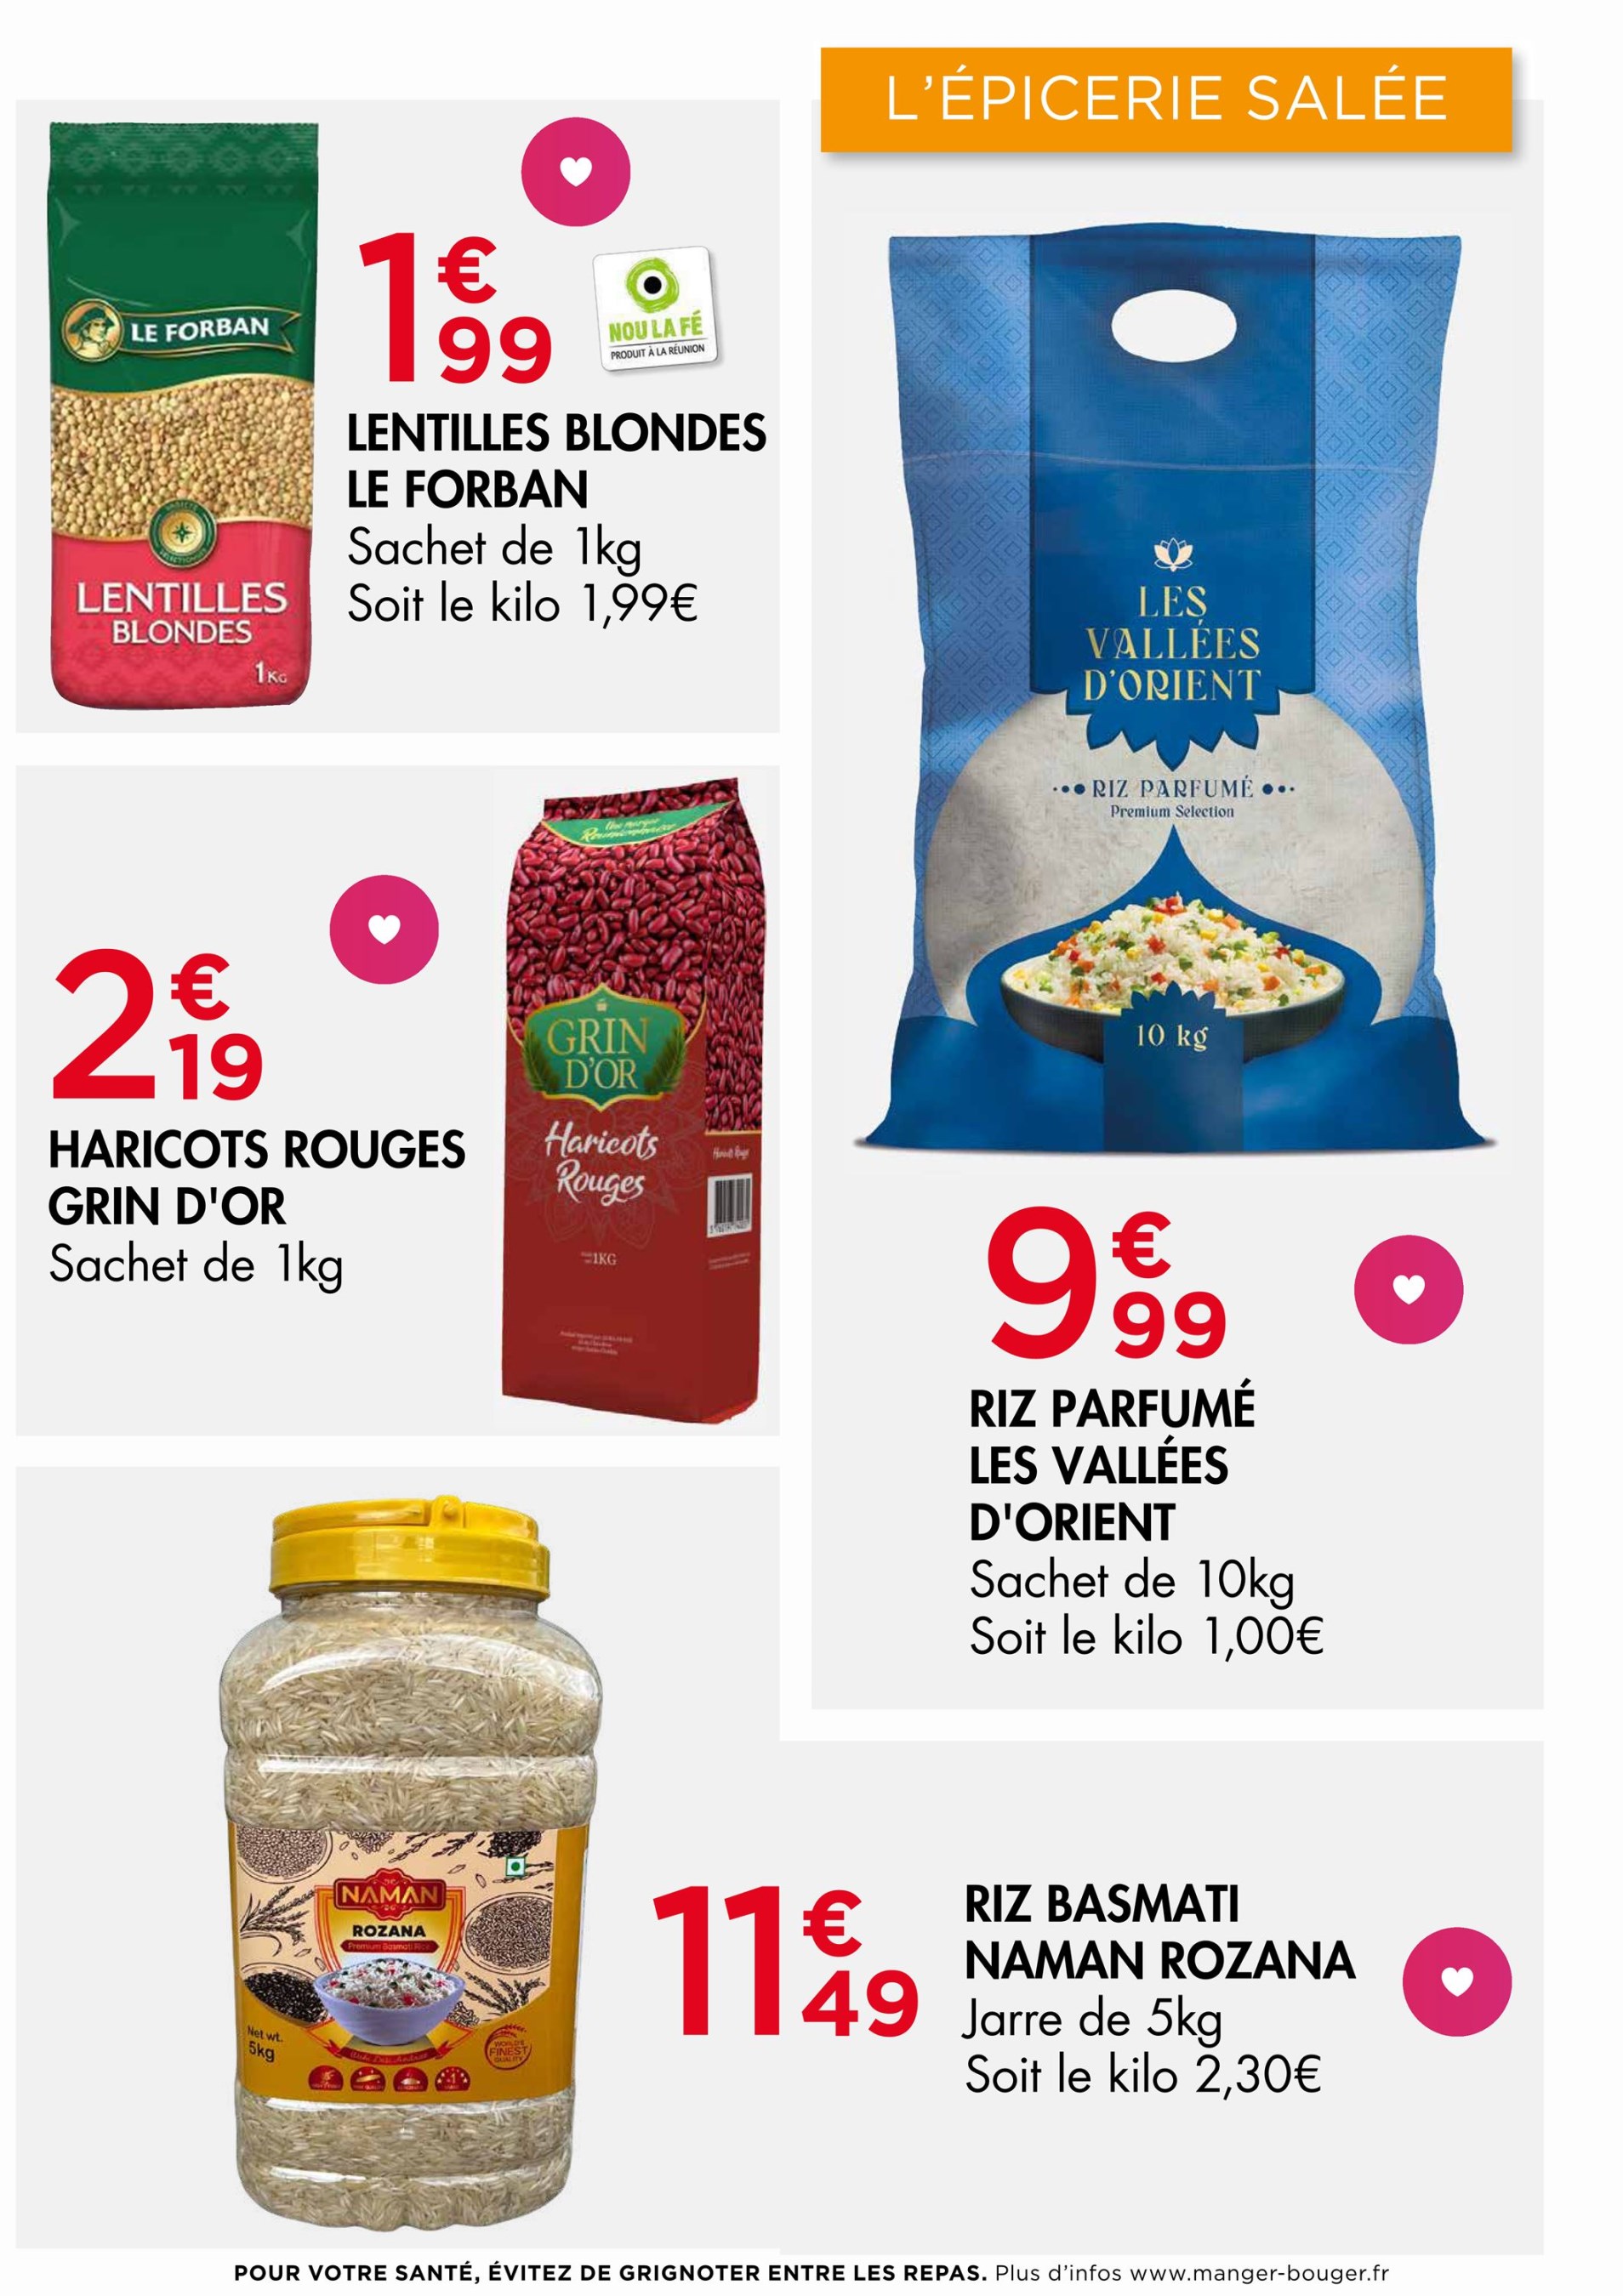 L'ÉPICERIE SALÉE
LE FORBAN
LENTILLES
BLONDES
1KG
1€99
NOU LA FÉ
PRODUIT À LA RÉUNION
LENTILLES BLONDES
LE FORBAN
Sachet de 1kg
Soit le kilo 1,99€
2€19
HARICOTS ROUGES
GRIN D'OR
Sachet de 1kg
GRIN
D'OR
Haricots
Rouges
1KG
LES
VALLÉES
D'ORIENT
RIZ PARFUMÉ
Premium Selection
10 kg
9€99
RIZ PARFUMÉ
LES VALLÉES
D'ORIENT
Sachet de 10kg
Soit le kilo 1,00€
NAMAN
ROZANA
Premium Basmati Rice
Net wt.
5kg
WORLD'S
FINEST
QUALITY
11€49
RIZ BASMATI
NAMAN ROZANA
Jarre de 5kg
Soit le kilo 2,30€
POUR VOTRE SANTÉ, ÉVITEZ DE GRIGNOTER ENTRE LES REPAS. Plus d'infos www.manger-bouger.fr